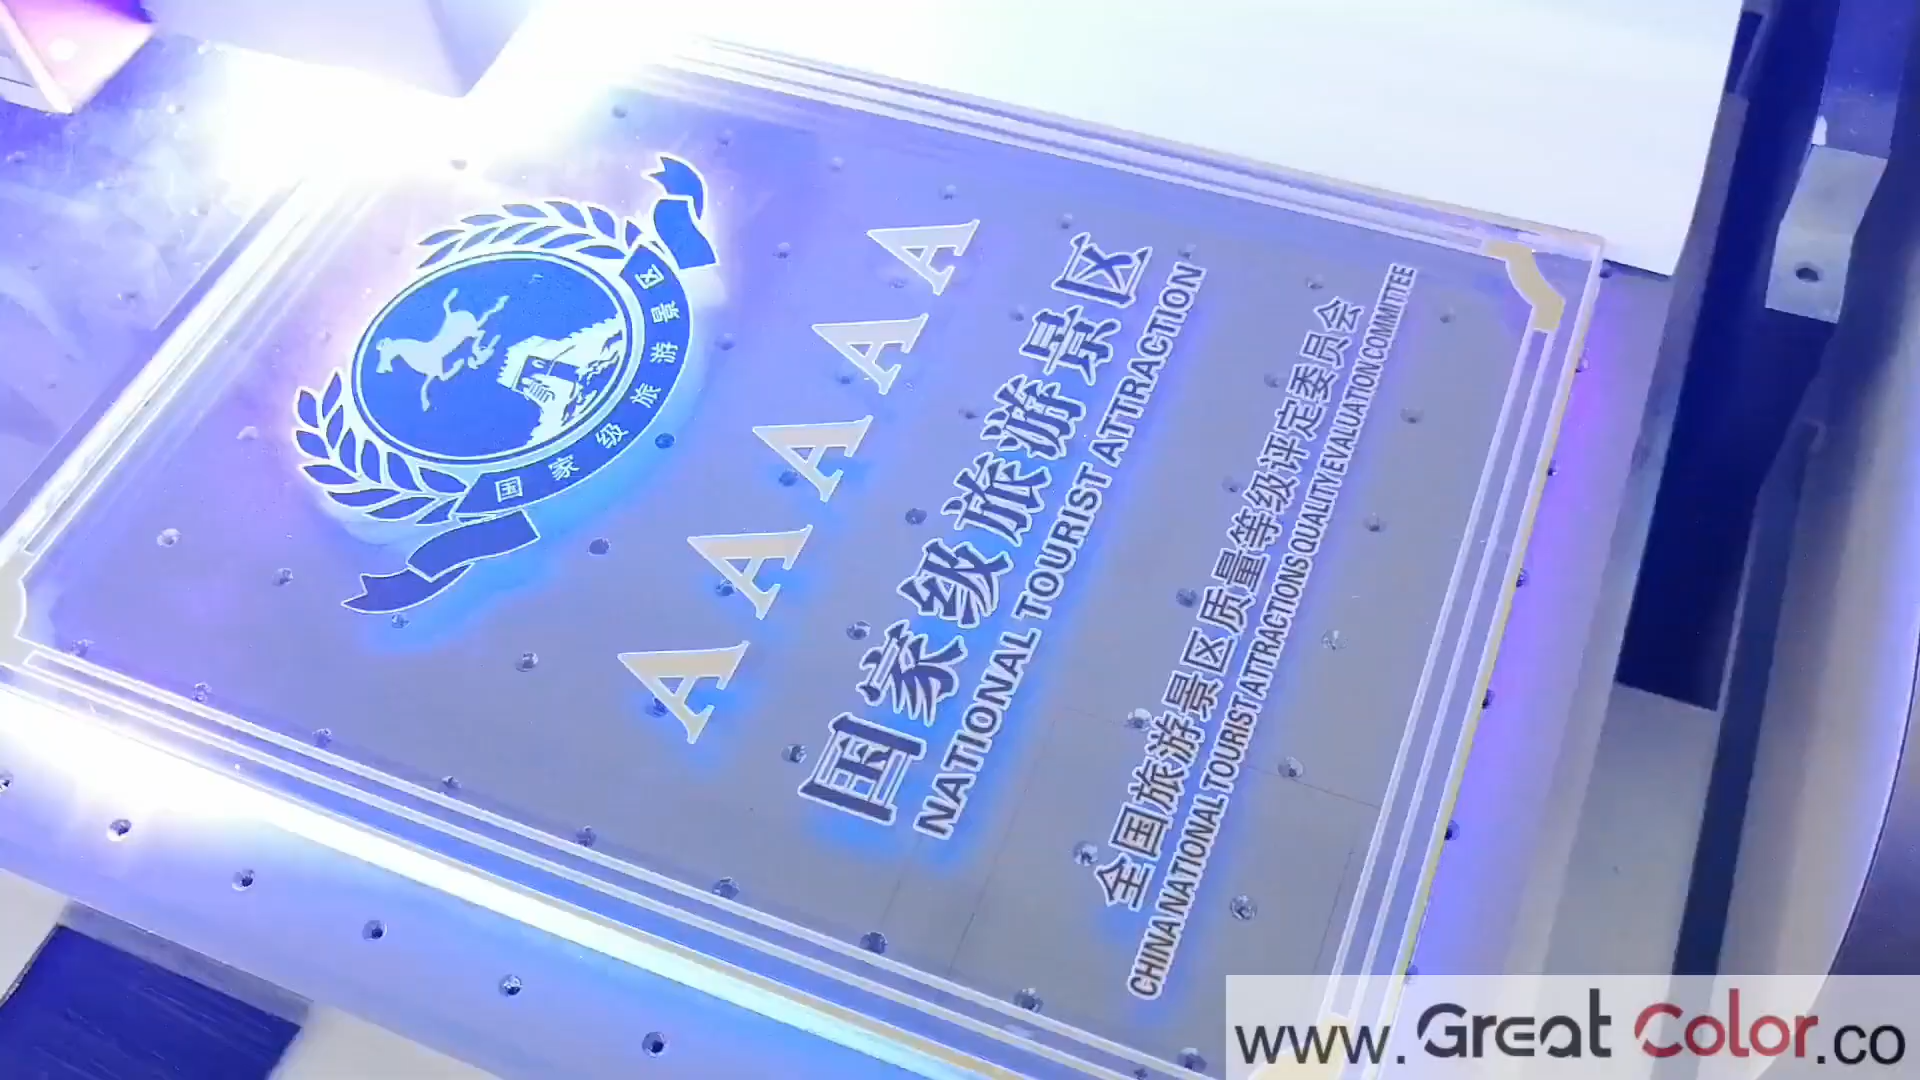 国家级旅游景区
AAAAA
国家级旅游景区
NATIONAL TOURIST ATTRACTION
全国旅游景区质量等级评定委员会
CHINA NATIONAL TOURIST ATTRACTIONS QUALITY EVALUATION COMMITTEE
www.GreatColor.co